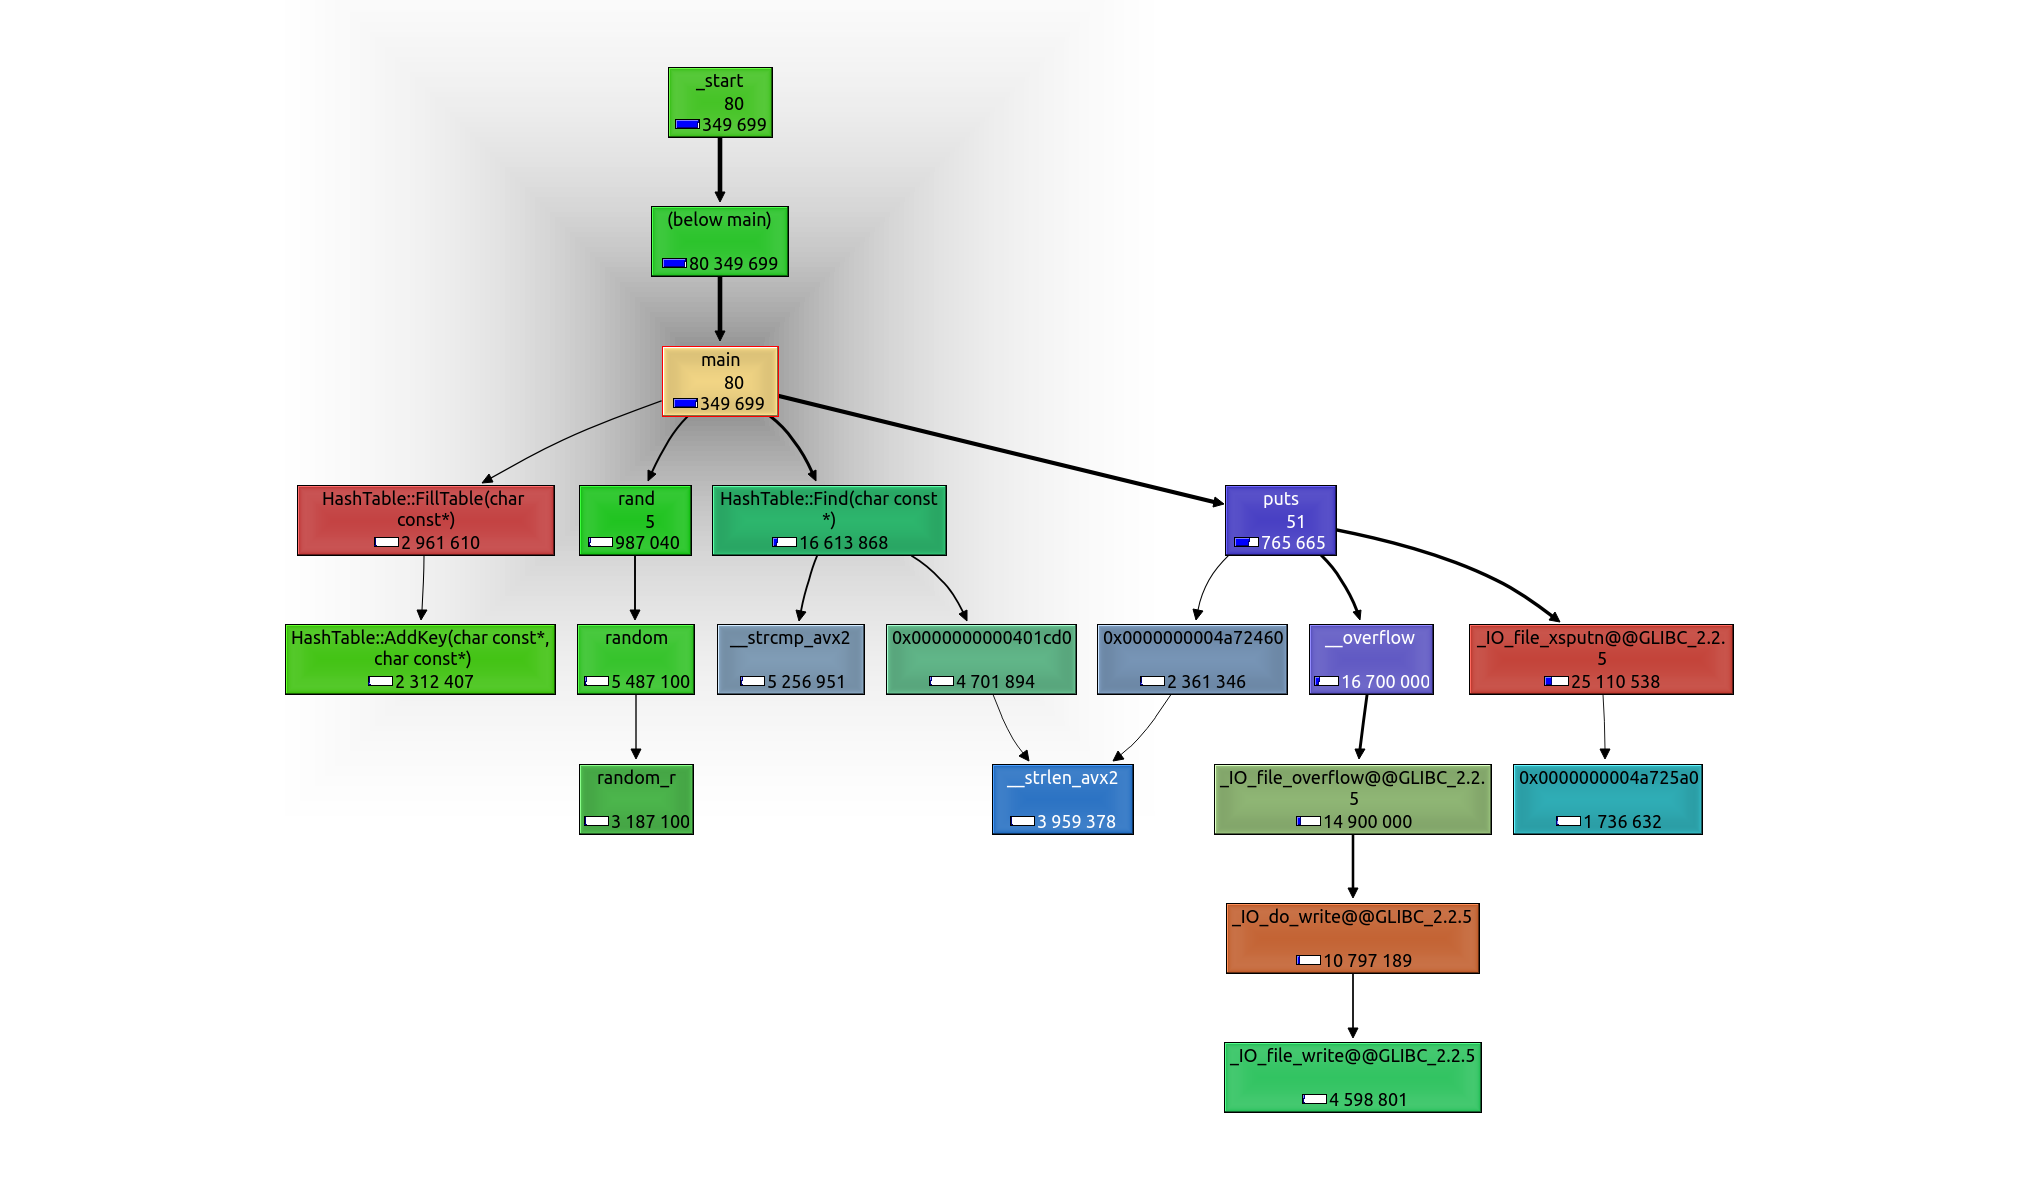 _start
80
349 699
(below main)
80 349 699
main
80
349 699
HashTable::FillTable(char
const*)
2 961 610
rand
5
987 040
HashTable::Find(char const
*)
16 613 868
puts
51
765 665
HashTable::AddKey(char const*,
char const*)
2 312 407
random
5 487 100
__strcmp_avx2
5 256 951
0x0000000000401cd0
4 701 894
0x0000000004a72460
2 361 346
__overflow
16 700 000
_IO_file_xsputn@@GLIBC_2.2.
5
25 110 538
random_r
3 187 100
__strlen_avx2
3 959 378
_IO_file_overflow@@GLIBC_2.2.
5
14 900 000
0x0000000004a725a0
1 736 632
_IO_do_write@@GLIBC_2.2.5
10 797 189
_IO_file_write@@GLIBC_2.2.5
4 598 801